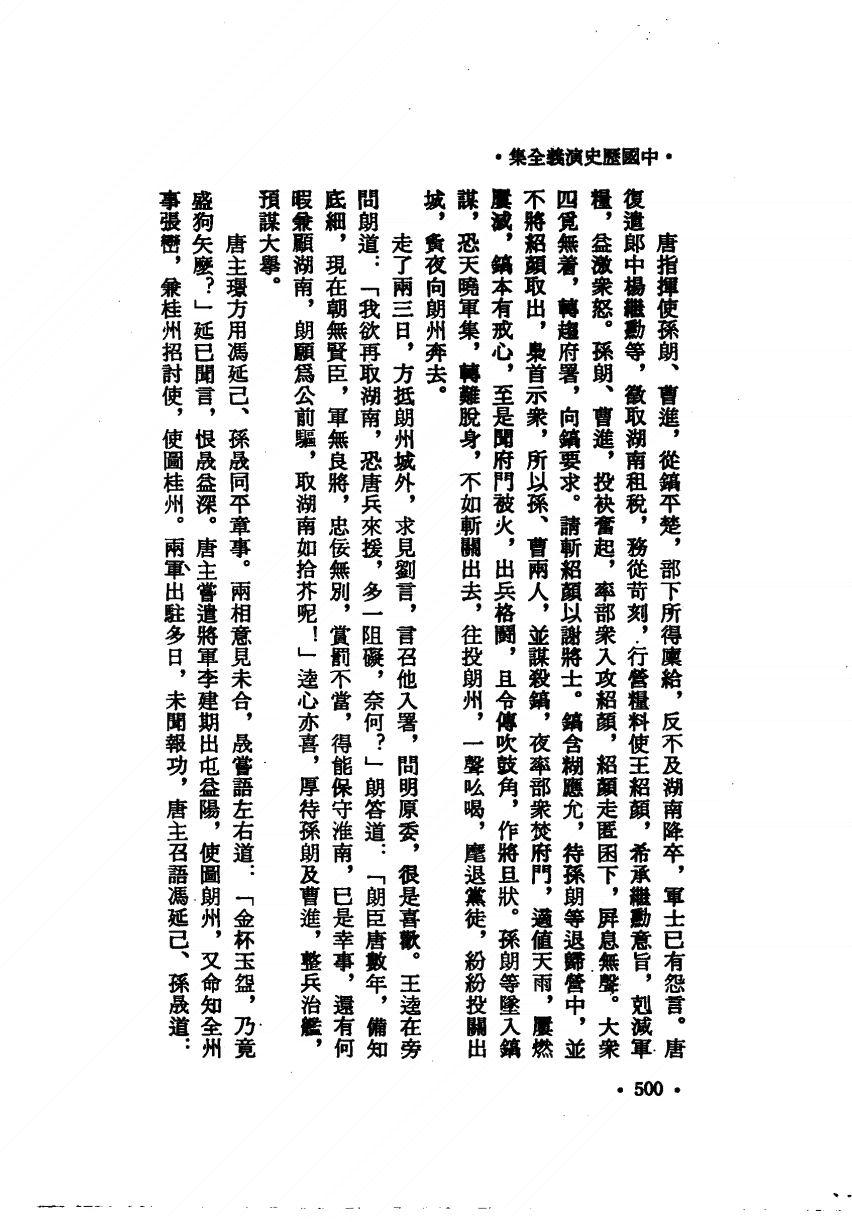 ・中國歷史演義全集・
唐指揮使孫朗、曹進，從鎬平楚，部下所得廩給，反不及湖南降卒，軍士已有怨言。唐
復遣郎中楊繼勳等，徵取湖南租稅，務從苛刻，行營糧料使王紹顏，希承繼勳意旨，剋減軍
糧，益激衆怒。孫朗、曹進，投袂奮起，率部衆入攻紹顏，紹顏走匿囷下，屏息無聲。大衆
四覓無着，轉趨府署，向鎬要求。請斬紹顏以謝將士。鎬含糊應允，待孫朗等退歸營中，並
不將紹顏取出，梟首示衆，所以孫、曹兩人，並謀殺鎬，夜率部衆焚府門，適值天雨，屢燃
屢滅，鎬本有戒心，至是聞府門被火，出兵格鬪，且令傳吹鼓角，作將旦狀。孫朗等墜入鎬
謀，恐天曉軍集，轉難脫身，不如斬關出去，往投朗州，一聲吆喝，麾退黨徒，紛紛投關出
城，夤夜向朗州奔去。
走了兩三日，方抵朗州城外，求見劉言，言召他入署，問明原委，很是喜歡。王逵在旁
問朗道：「我欲再取湖南，恐唐兵來援，多一阻礙，奈何？」朗答道：「朗臣唐數年，備知
底細，現在朝無賢臣，軍無良將，忠佞無別，賞罰不當，得能保守淮南，已是幸事，還有何
暇兼顧湖南，朗願爲公前驅，取湖南如拾芥呢！」逵心亦喜，厚待孫朗及曹進，整兵治艦，
預謀大舉。
唐主璟方用馮延己、孫晟同平章事。兩相意見未合，晟嘗語左右道：「金杯玉盌，乃竟
盛狗矢麼？」延己聞言，恨晟益深。唐主嘗遣將軍李建期出屯益陽，使圖朗州，又命知全州
事張巒，兼桂州招討使，使圖桂州。兩軍出駐多日，未聞報功，唐主召語馮延己、孫晟道：
・500・